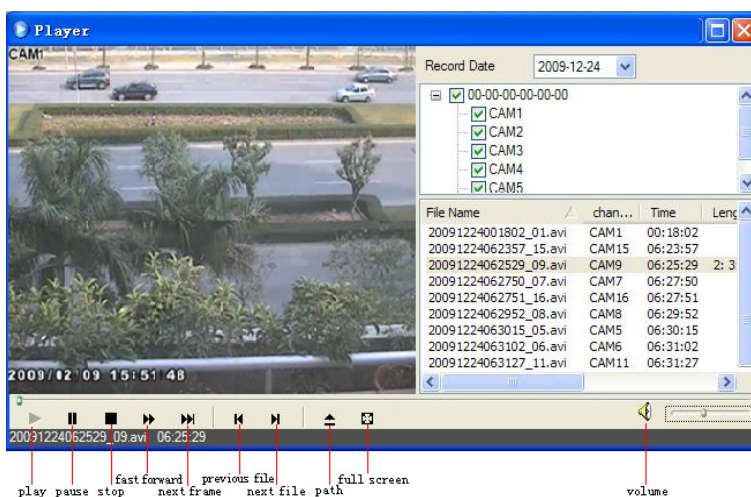 Player
CAM1
Record Date 2009-12-24
00-00-00-00-00-00
CAM1
CAM2
CAM3
CAM4
CAM5
File Name chan... Time Leng
20091224001802_01.avi CAM1 00:18:02
20091224062357_15.avi CAM15 06:23:57
20091224062529_09.avi CAM9 06:25:29 2: 3
20091224062750_07.avi CAM7 06:27:50
20091224062751_16.avi CAM16 06:27:51
20091224062952_08.avi CAM8 06:29:52
20091224063015_05.avi CAM5 06:30:15
20091224063102_06.avi CAM6 06:31:02
20091224063127_11.avi CAM11 06:31:27
2009/12 09 15:51 48
20091224062529_09.avi 06:25:29
play pause stop fast forward next frame previous file next file path full screen volume